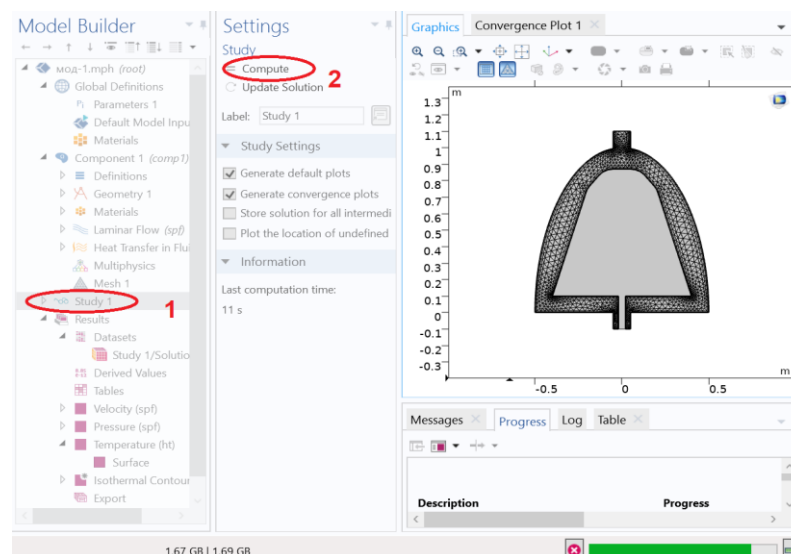 Model Builder
мод-1.mph (root)
Global Definitions
Pi Parameters 1
Default Model Inpu
Materials
Component 1 (comp1)
Definitions
Geometry 1
Materials
Laminar Flow (spf)
Heat Transfer in Flu
Multiphysics
Mesh 1
Study 1
1
Results
Datasets
Study 1/Solutio
Derived Values
Tables
Velocity (spf)
Pressure (spf)
Temperature (ht)
Surface
Isothermal Contour
Export
Settings
Study
Compute
2
Update Solution
Label: Study 1
Study Settings
Generate default plots
Generate convergence plots
Store solution for all intermedi
Plot the location of undefined
Information
Last computation time:
11 s
Graphics Convergence Plot 1
m
1.3
1.2
1.1
1
0.9
0.8
0.7
0.6
0.5
0.4
0.3
0.2
0.1
0
-0.1
-0.2
-0.3
m
-0.5 0 0.5
Messages Progress Log Table
Description Progress
1.67 GB | 1.69 GB